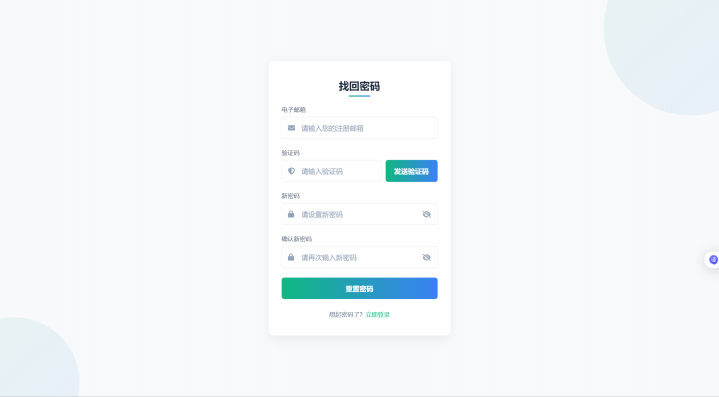 找回密码
电子邮箱
请输入您的注册邮箱
验证码
请输入验证码
发送验证码
新密码
请设置新密码
确认新密码
请再次输入新密码
重置密码
想起密码了? 立即登录